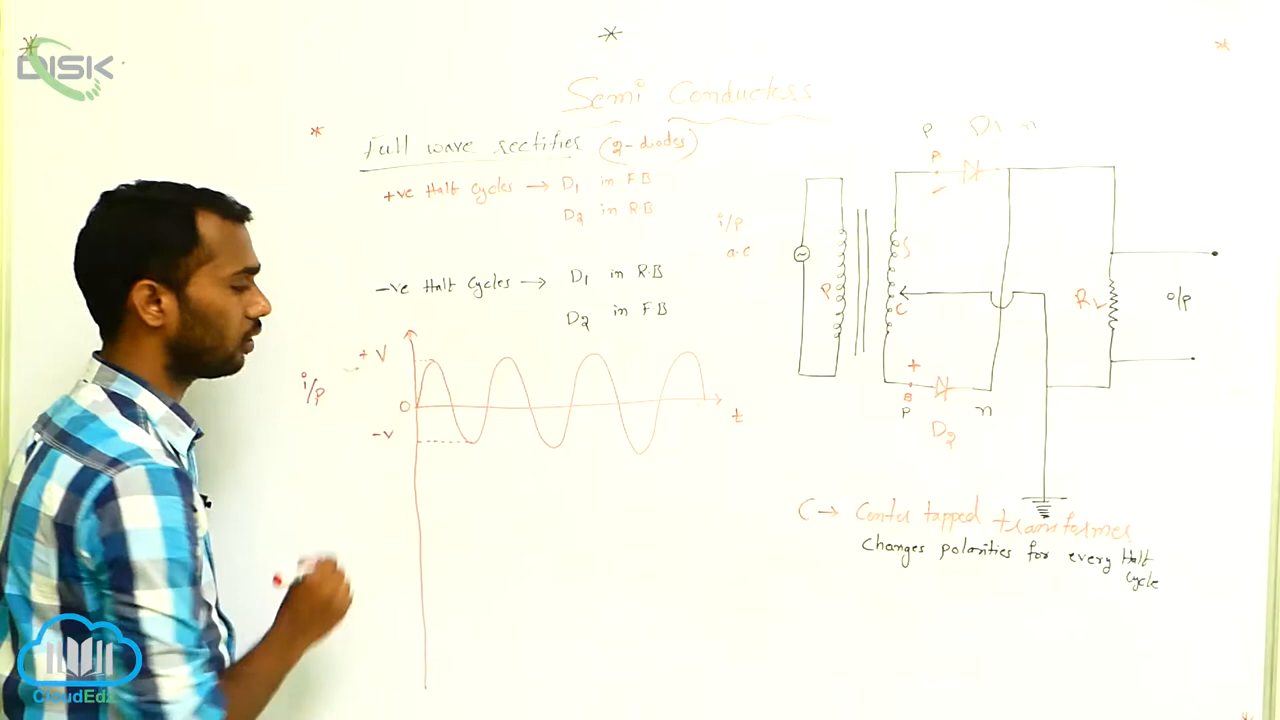 DISK
Semi Conductors
Full wave rectifier (2-diodes)
+ve Half Cycles → D1 in FB
D2 in RB
-ve Half Cycles → D1 in R.B
D2 in FB
i/p
+V
0
-V
t
i/p
a.c
P
S
C
P D1 n
A
-
+
B
P n
D2
RL
o/p
C → Center tapped transformer
Changes polarities for every Half
Cycle
CloudEdz